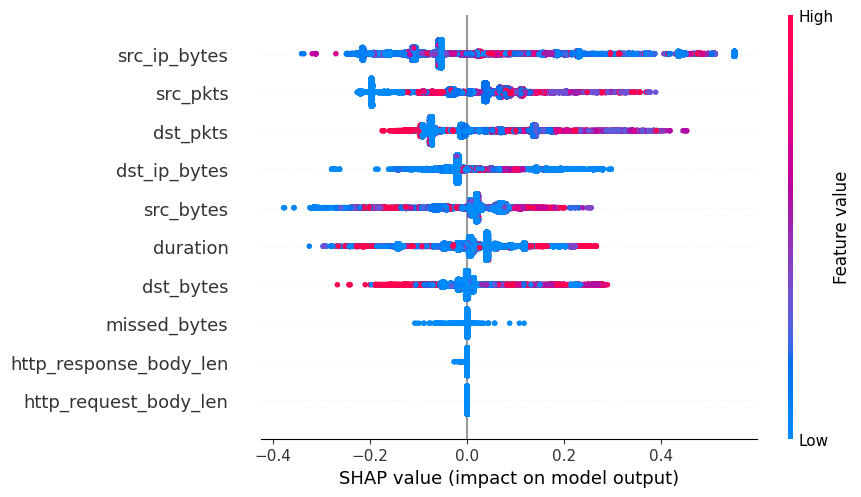 High
src_ip_bytes
src_pkts
dst_pkts
dst_ip_bytes
src_bytes
duration
dst_bytes
missed_bytes
http_response_body_len
http_request_body_len
Low
Feature value
−0.4 −0.2 0.0 0.2 0.4
SHAP value (impact on model output)